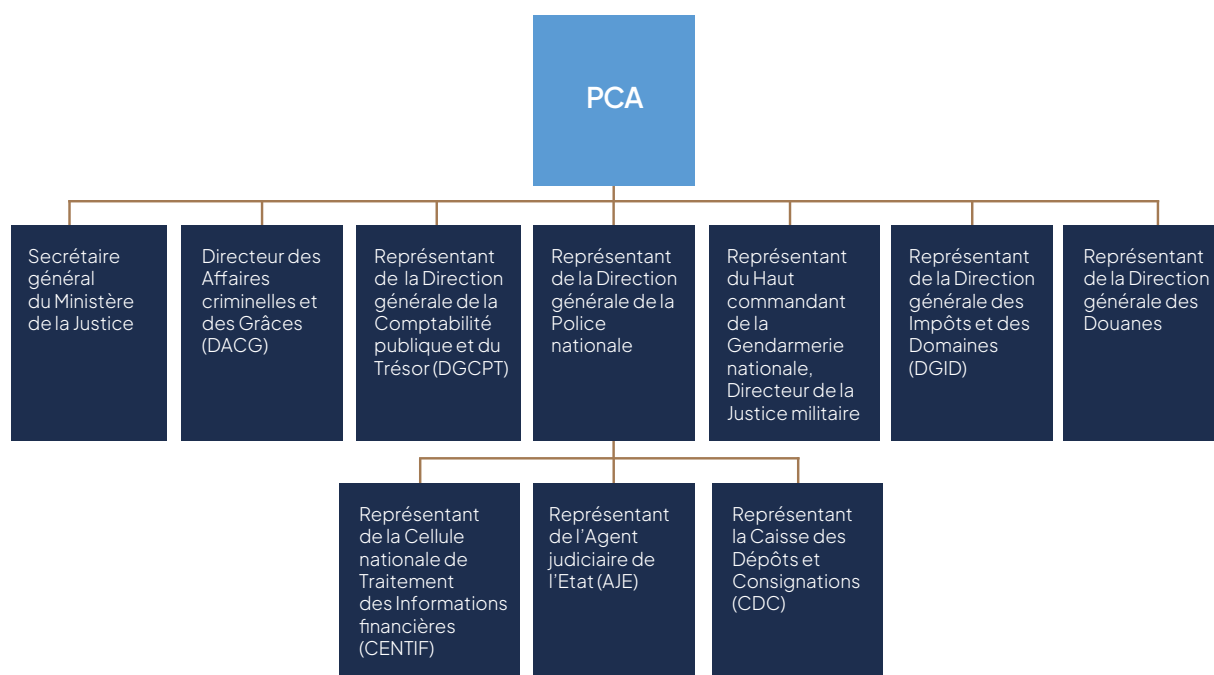 PCA
Secrétaire
général
du Ministère
de la Justice
Directeur des
Affaires
criminelles et
des Grâces
(DACG)
Représentant
de la Direction
générale de la
Comptabilité
publique et du
Trésor (DGCPT)
Représentant
de la Direction
générale de la
Police
nationale
Représentant
du Haut
commandant
de la
Gendarmerie
nationale,
Directeur de la
Justice militaire
Représentant
de la Direction
générale des
Impôts et des
Domaines
(DGID)
Représentant
de la Direction
générale des
Douanes
Représentant
de la Cellule
nationale de
Traitement
des Informations
financières
(CENTIF)
Représentant
de l’Agent
judiciaire de
l’Etat (AJE)
Représentant
la Caisse des
Dépôts et
Consignations
(CDC)